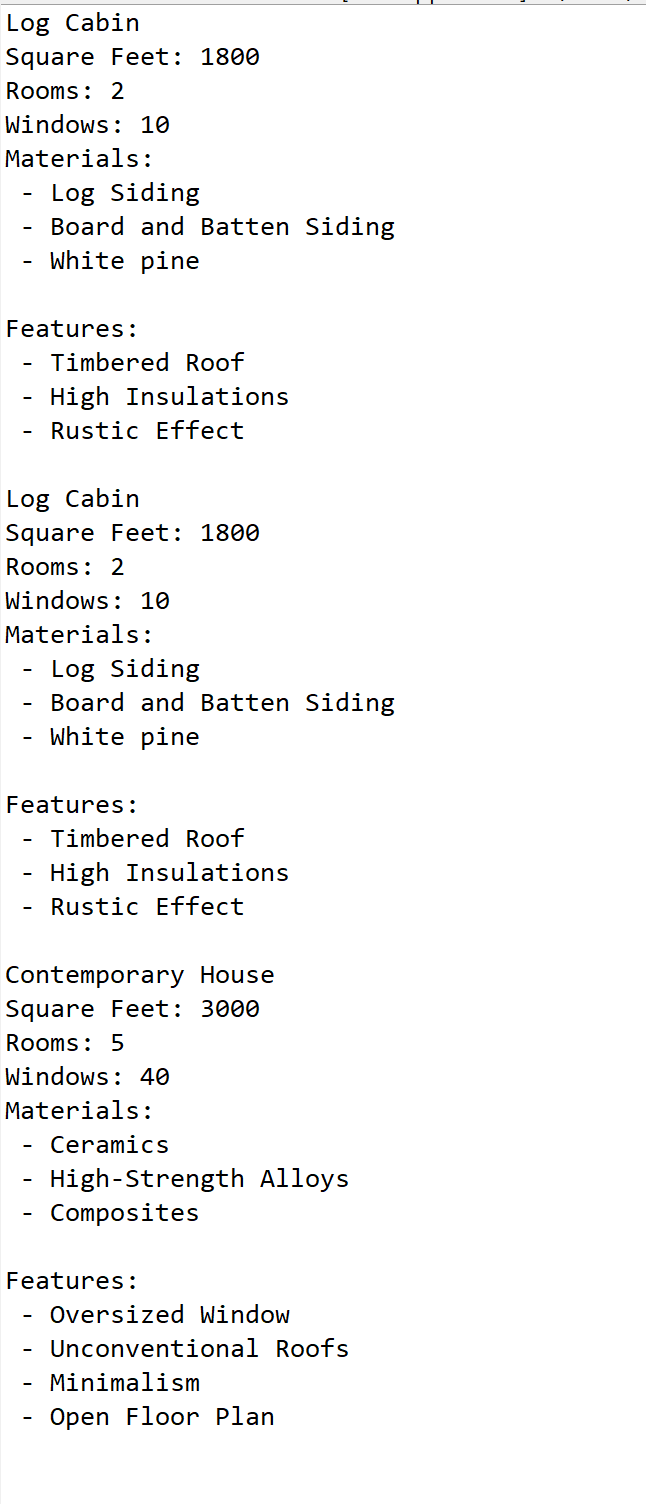 Log Cabin
Square Feet: 1800
Rooms: 2
Windows: 10
Materials:
 - Log Siding
 - Board and Batten Siding
 - White pine

Features:
 - Timbered Roof
 - High Insulations
 - Rustic Effect

Log Cabin
Square Feet: 1800
Rooms: 2
Windows: 10
Materials:
 - Log Siding
 - Board and Batten Siding
 - White pine

Features:
 - Timbered Roof
 - High Insulations
 - Rustic Effect

Contemporary House
Square Feet: 3000
Rooms: 5
Windows: 40
Materials:
 - Ceramics
 - High-Strength Alloys
 - Composites

Features:
 - Oversized Window
 - Unconventional Roofs
 - Minimalism
 - Open Floor Plan